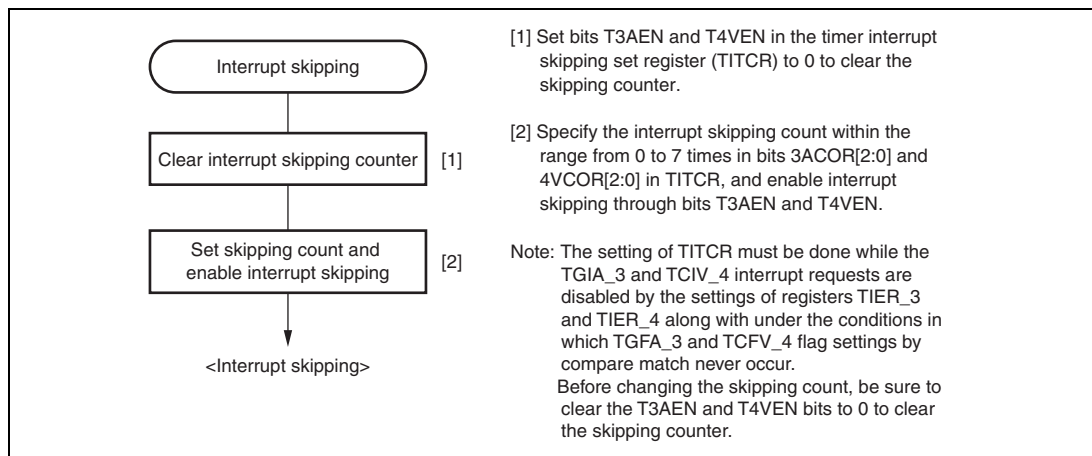 Interrupt skipping
Clear interrupt skipping counter
[1]
Set skipping count and
enable interrupt skipping
[2]
<Interrupt skipping>
[1] Set bits T3AEN and T4VEN in the timer interrupt
skipping set register (TITCR) to 0 to clear the
skipping counter.
[2] Specify the interrupt skipping count within the
range from 0 to 7 times in bits 3ACOR[2:0] and
4VCOR[2:0] in TITCR, and enable interrupt
skipping through bits T3AEN and T4VEN.
Note: The setting of TITCR must be done while the
TGIA_3 and TCIV_4 interrupt requests are
disabled by the settings of registers TIER_3
and TIER_4 along with under the conditions in
which TGFA_3 and TCFV_4 flag settings by
compare match never occur.
Before changing the skipping count, be sure to
clear the T3AEN and T4VEN bits to 0 to clear
the skipping counter.